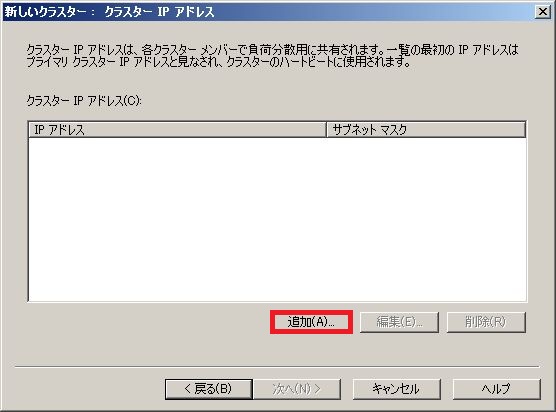 新しいクラスター： クラスター IP アドレス
クラスター IP アドレスは、各クラスター メンバーで負荷分散用に共有されます。一覧の最初の IP アドレスは
プライマリ クラスター IP アドレスと見なされ、クラスターのハートビートに使用されます。
クラスター IP アドレス(C):
IP アドレス サブネット マスク
追加(A)... 編集(E)... 削除(R)
< 戻る(B) 次へ(N) > キャンセル ヘルプ